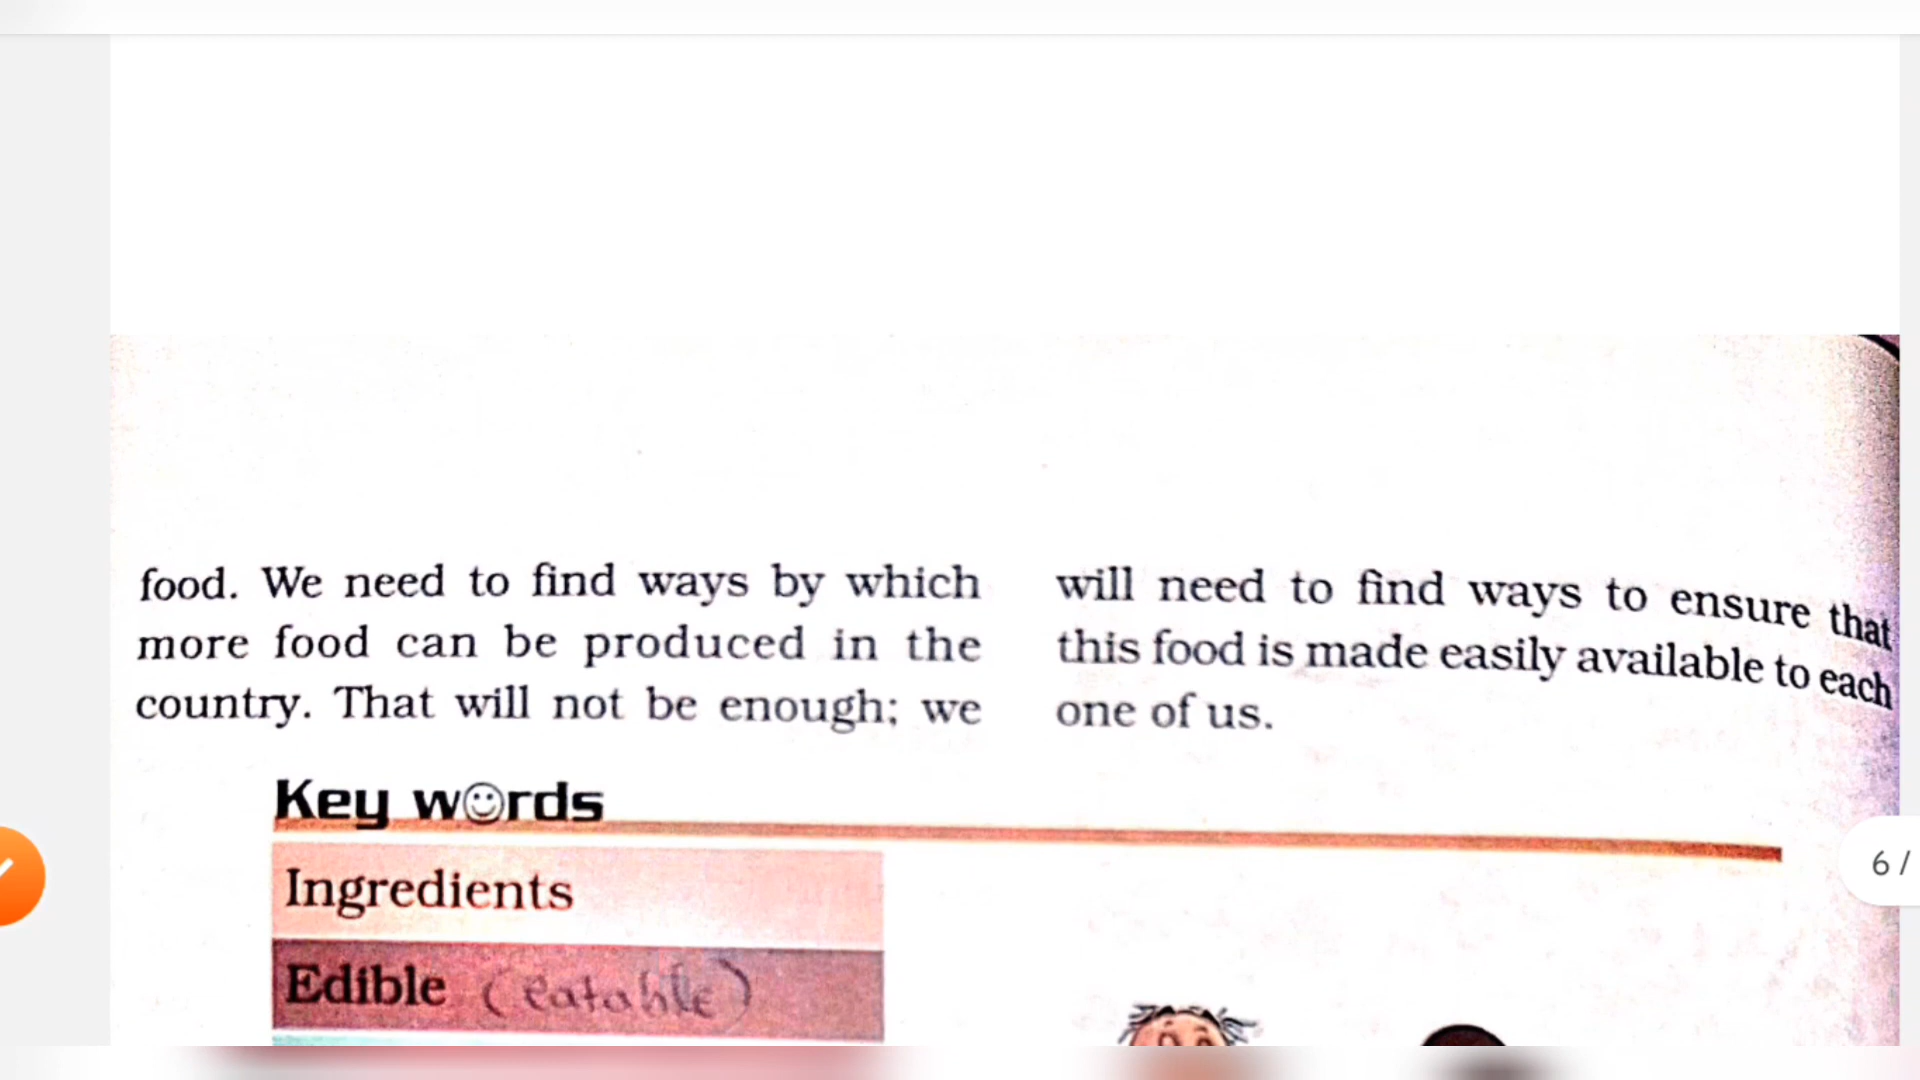 food. We need to find ways by which
more food can be produced in the
country. That will not be enough; we
will need to find ways to ensure that
this food is made easily available to each
one of us.
Key words
Ingredients
Edible (eatable)
6 /